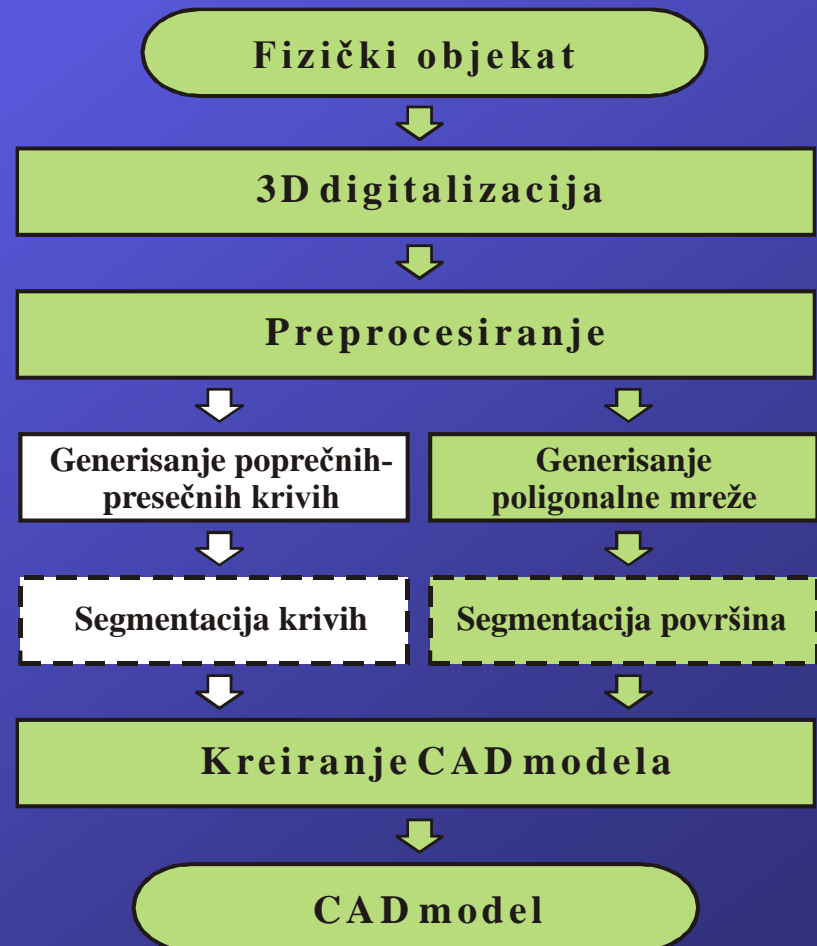 Fizički objekat
3D digitalizacija
Preprocesiranje
Generisanje poprečnih-
presečnih krivih
Generisanje
poligonalne mreže
Segmentacija krivih
Segmentacija površina
Kreiranje CAD modela
CAD model